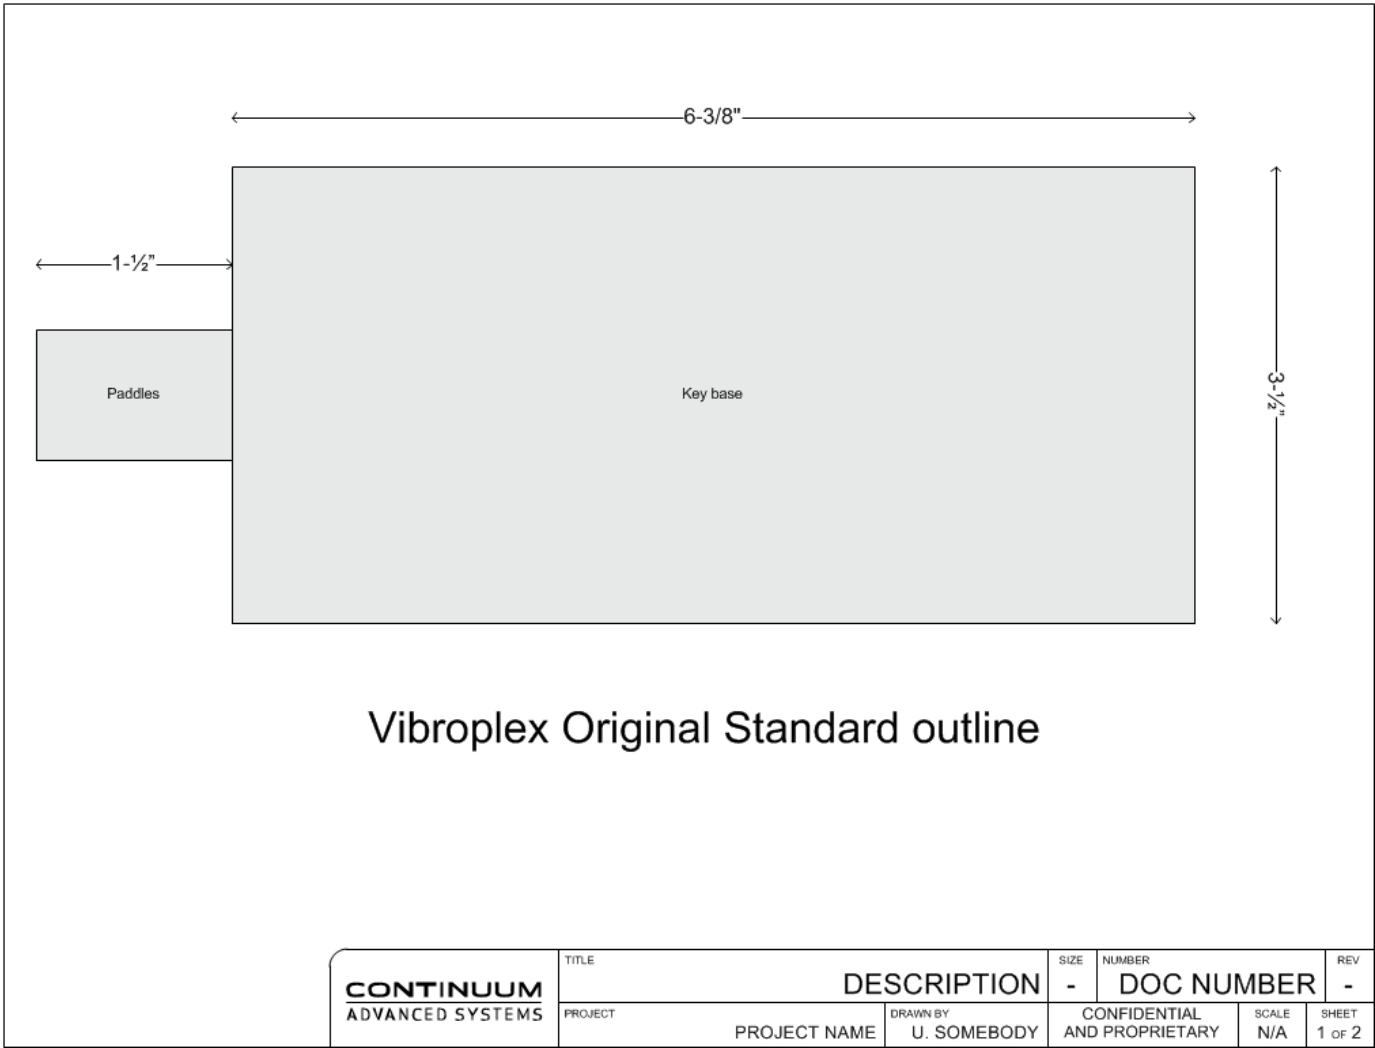 6-3/8"
1-½”
Paddles
Key base
3-½”
Vibroplex Original Standard outline
CONTINUUM
ADVANCED SYSTEMS
TITLE
DESCRIPTION
SIZE
-
NUMBER
DOC NUMBER
REV
-
PROJECT
PROJECT NAME
DRAWN BY
U. SOMEBODY
CONFIDENTIAL
AND PROPRIETARY
SCALE
N/A
SHEET
1 OF 2